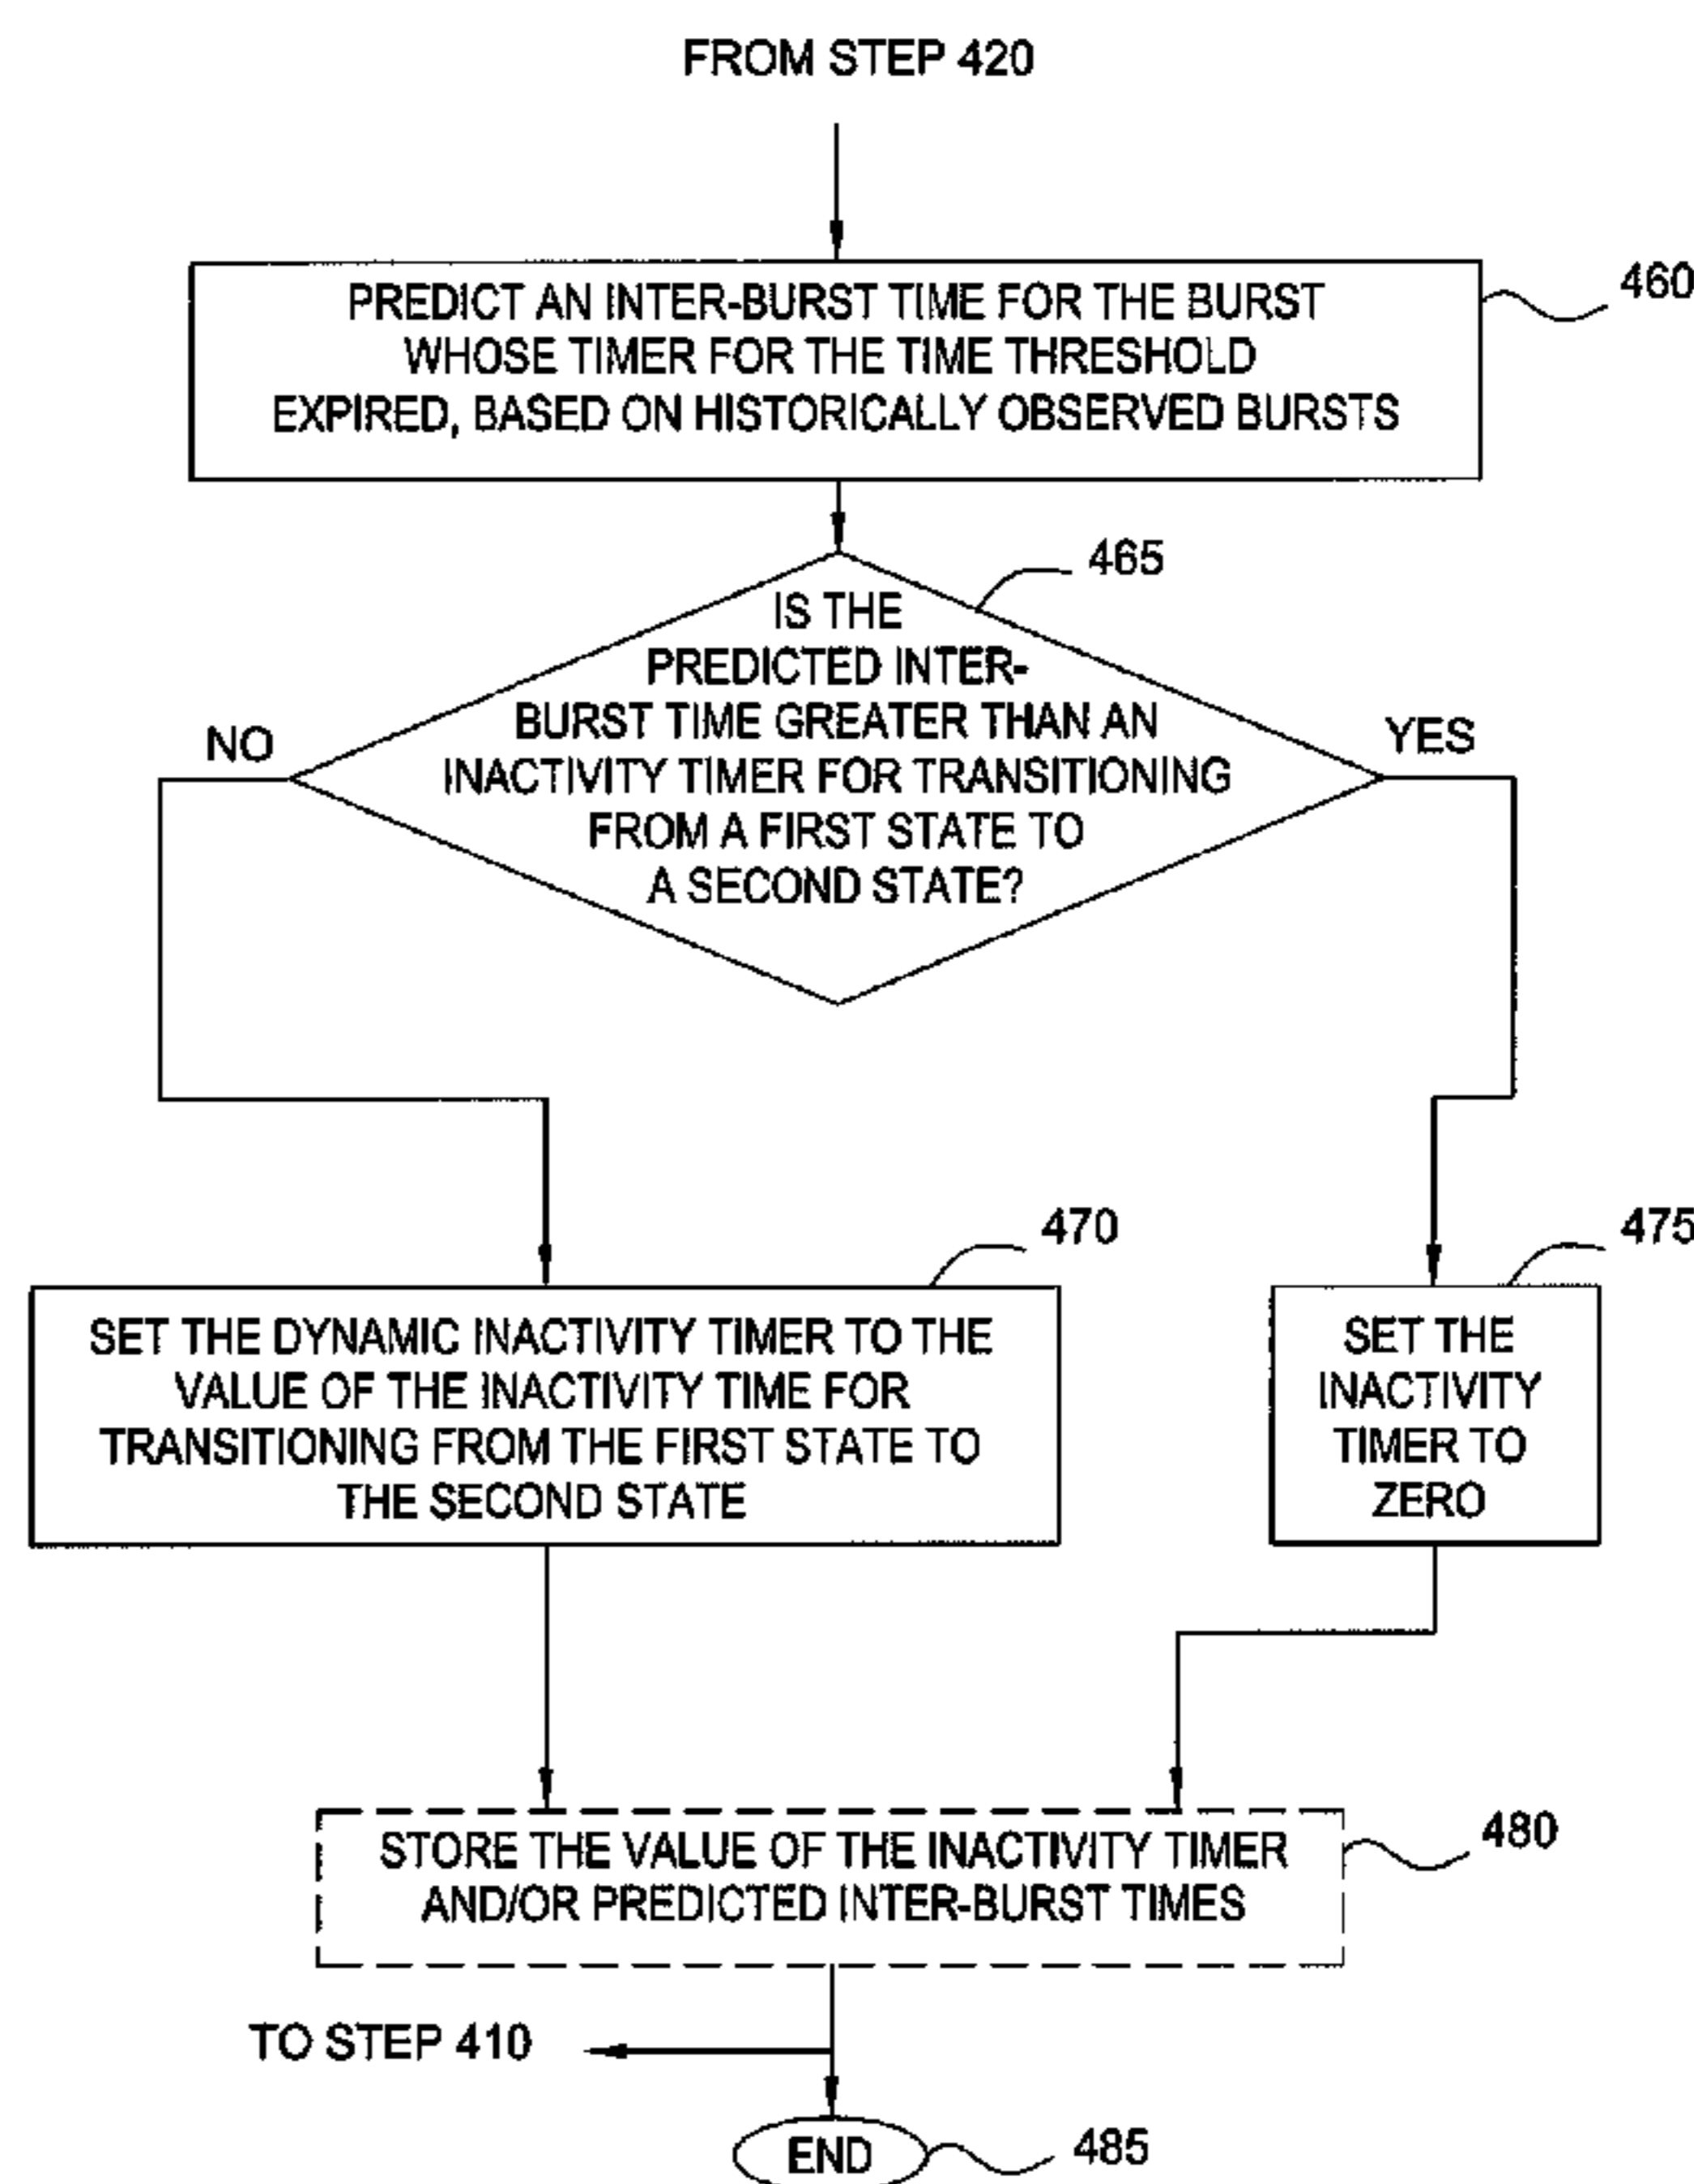 FROM STEP 420
PREDICT AN INTER-BURST TIME FOR THE BURST
WHOSE TIMER FOR THE TIME THRESHOLD
EXPIRED, BASED ON HISTORICALLY OBSERVED BURSTS
460
465
IS THE
PREDICTED INTER-
BURST TIME GREATER THAN AN
INACTIVITY TIMER FOR TRANSITIONING
FROM A FIRST STATE TO
A SECOND STATE?
NO
YES
470
SET THE DYNAMIC INACTIVITY TIMER TO THE
VALUE OF THE INACTIVITY TIME FOR
TRANSITIONING FROM THE FIRST STATE TO
THE SECOND STATE
475
SET THE
INACTIVITY
TIMER TO
ZERO
STORE THE VALUE OF THE INACTIVITY TIMER
AND/OR PREDICTED INTER-BURST TIMES
480
TO STEP 410
END
485